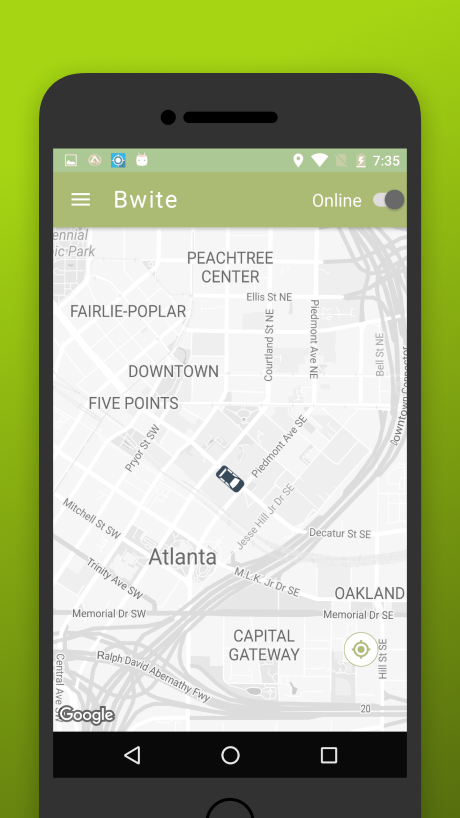 7:35
Bwite
Online
ennial
ic Park
PEACHTREE
CENTER
Ellis St NE
FAIRLIE-POPLAR
Courtland St NE
Piedmont Ave NE
Bell St NE
DOWNTOWN
FIVE POINTS
Downtown Connector
Pryor St SW
Piedmont Ave SE
Jesse Hill Jr Dr SE
Mitchell St SW
Decatur St SE
Atlanta
Trinity Ave SW
M.L.K. Jr Dr SE
OAKLAND
Memorial Dr SW
Memorial Dr SE
CAPITAL
GATEWAY
Hill St SE
Central Ave SW
Ralph David Abernathy Fwy
20
Google